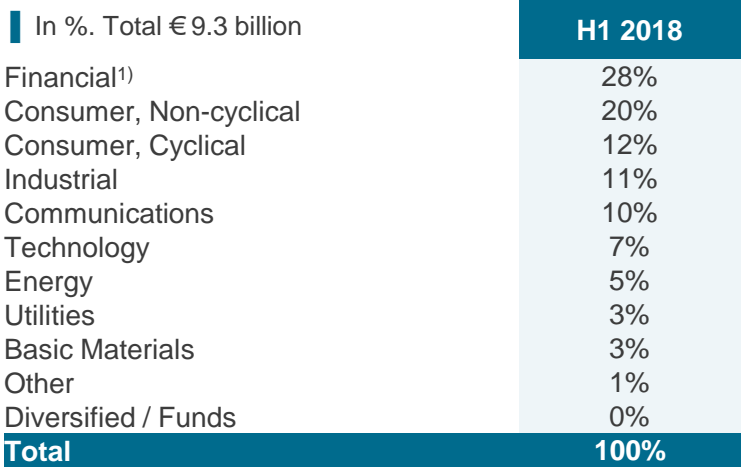 In %. Total € 9.3 billion H1 2018
Financial1) 28%
Consumer, Non-cyclical 20%
Consumer, Cyclical 12%
Industrial 11%
Communications 10%
Technology 7%
Energy 5%
Utilities 3%
Basic Materials 3%
Other 1%
Diversified / Funds 0%
Total 100%